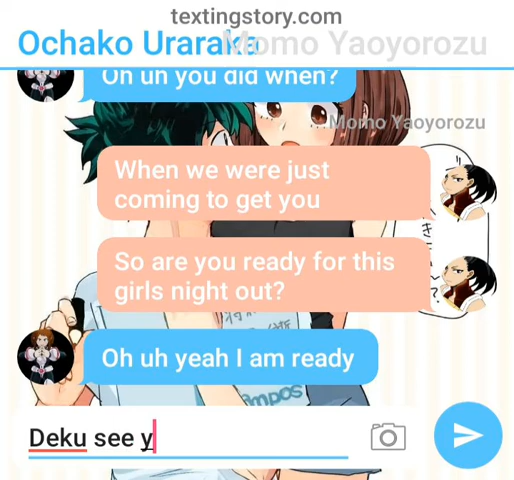 textingstory.com
Ochako Uraraka Momo Yaoyorozu
Oh uh you did when?
Momo Yaoyorozu
When we were just
coming to get you
So are you ready for this
girls night out?
Oh uh yeah I am ready
mpos
Deku see y